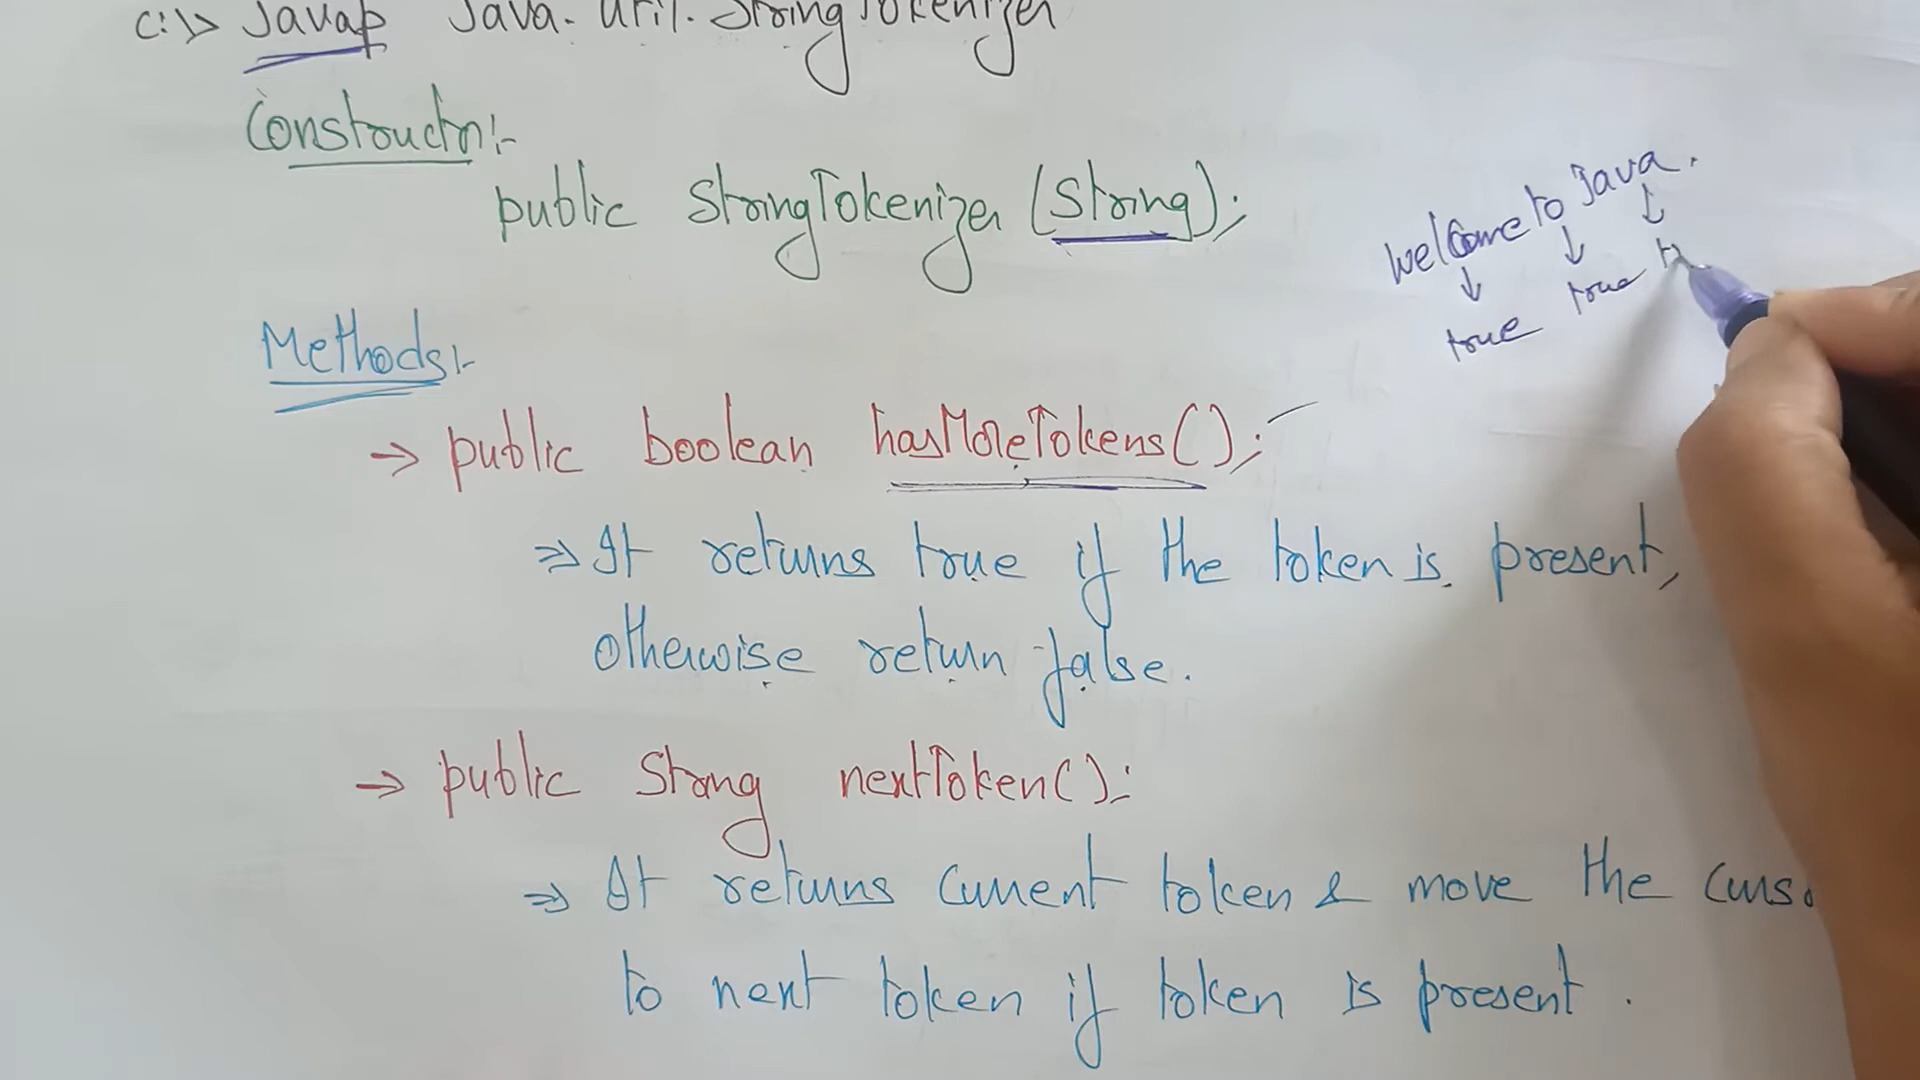 C:\> Javap Java.util.StringTokenizer
Constructor:-
public StringTokenizer (String);
Welcome to Java.
true true
Methods:-
→ public boolean hasMoreTokens();
⇒ It returns true if the token is present,
otherwise return false.
→ public String nextToken();
⇒ It returns current token & move the curso
to next token if token is present.